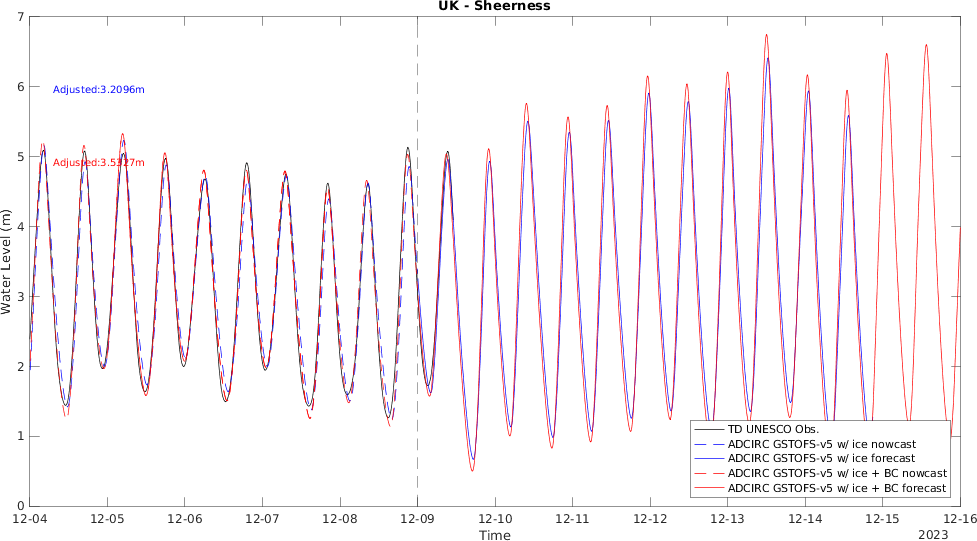 UK - Sheerness
7
6
5
4
3
2
1
0
Water Level (m)
Adjusted:3.2096m
Adjusted:3.5327m
TD UNESCO Obs.
ADCIRC GSTOFS-v5 w/ ice nowcast
ADCIRC GSTOFS-v5 w/ ice forecast
ADCIRC GSTOFS-v5 w/ ice + BC nowcast
ADCIRC GSTOFS-v5 w/ ice + BC forecast
12-04 12-05 12-06 12-07 12-08 12-09 12-10 12-11 12-12 12-13 12-14 12-15 12-16
Time
2023